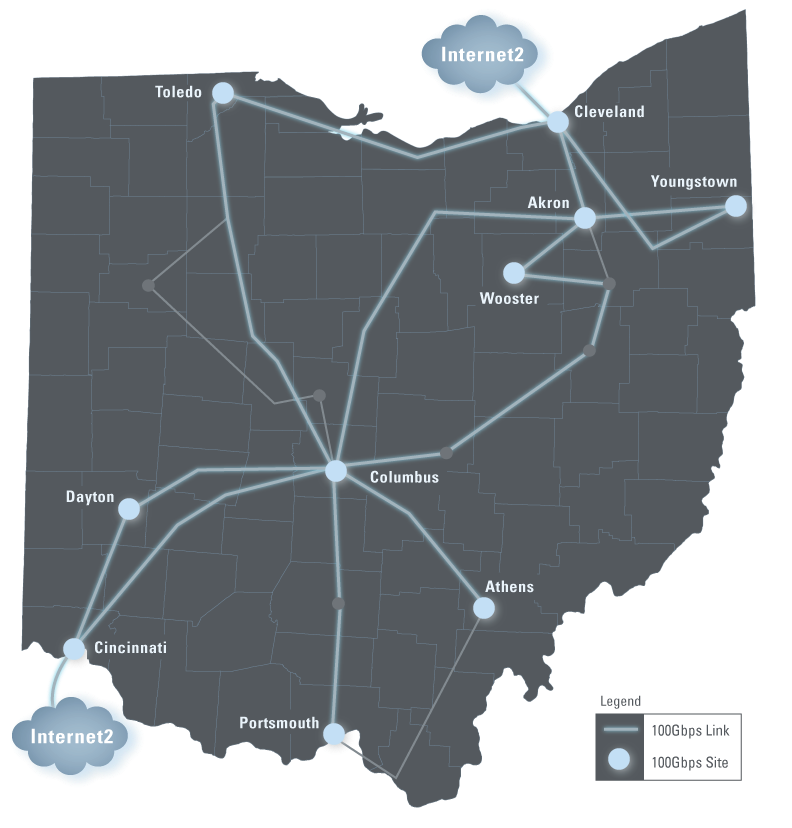 Internet2
Toledo
Cleveland
Youngstown
Akron
Wooster
Columbus
Dayton
Athens
Cincinnati
Legend
Portsmouth
100Gbps Link
Internet2
100Gbps Site